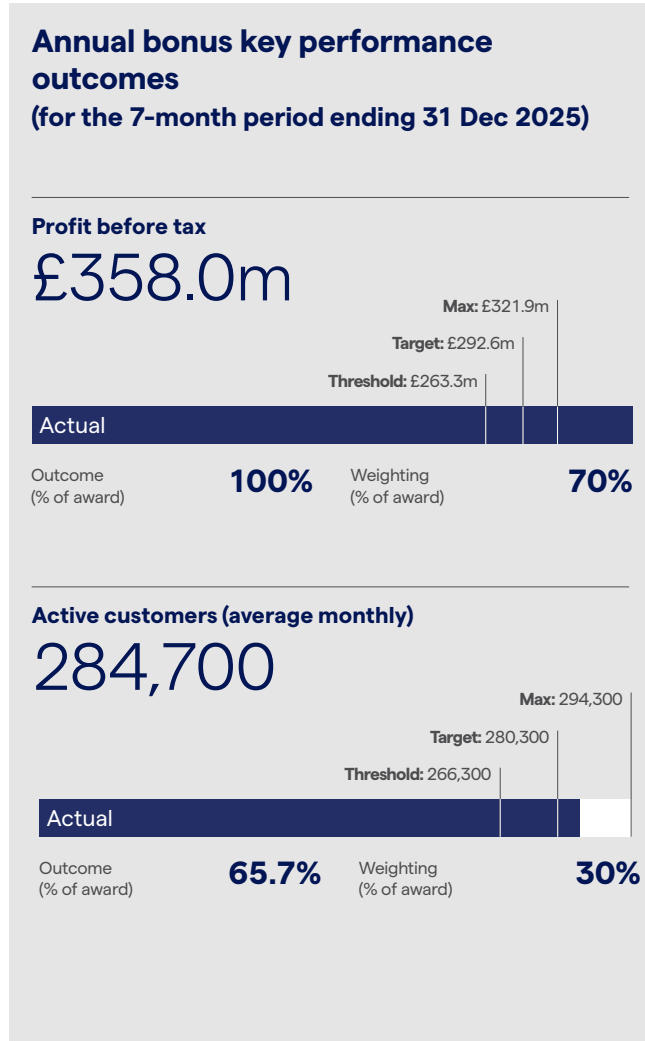 Annual bonus key performance
outcomes
(for the 7-month period ending 31 Dec 2025)
Profit before tax
£358.0m
Max: £321.9m
Target: £292.6m
Threshold: £263.3m
Actual
Outcome
(% of award)
100%
Weighting
(% of award)
70%
Active customers (average monthly)
284,700
Max: 294,300
Target: 280,300
Threshold: 266,300
Actual
Outcome
(% of award)
65.7%
Weighting
(% of award)
30%